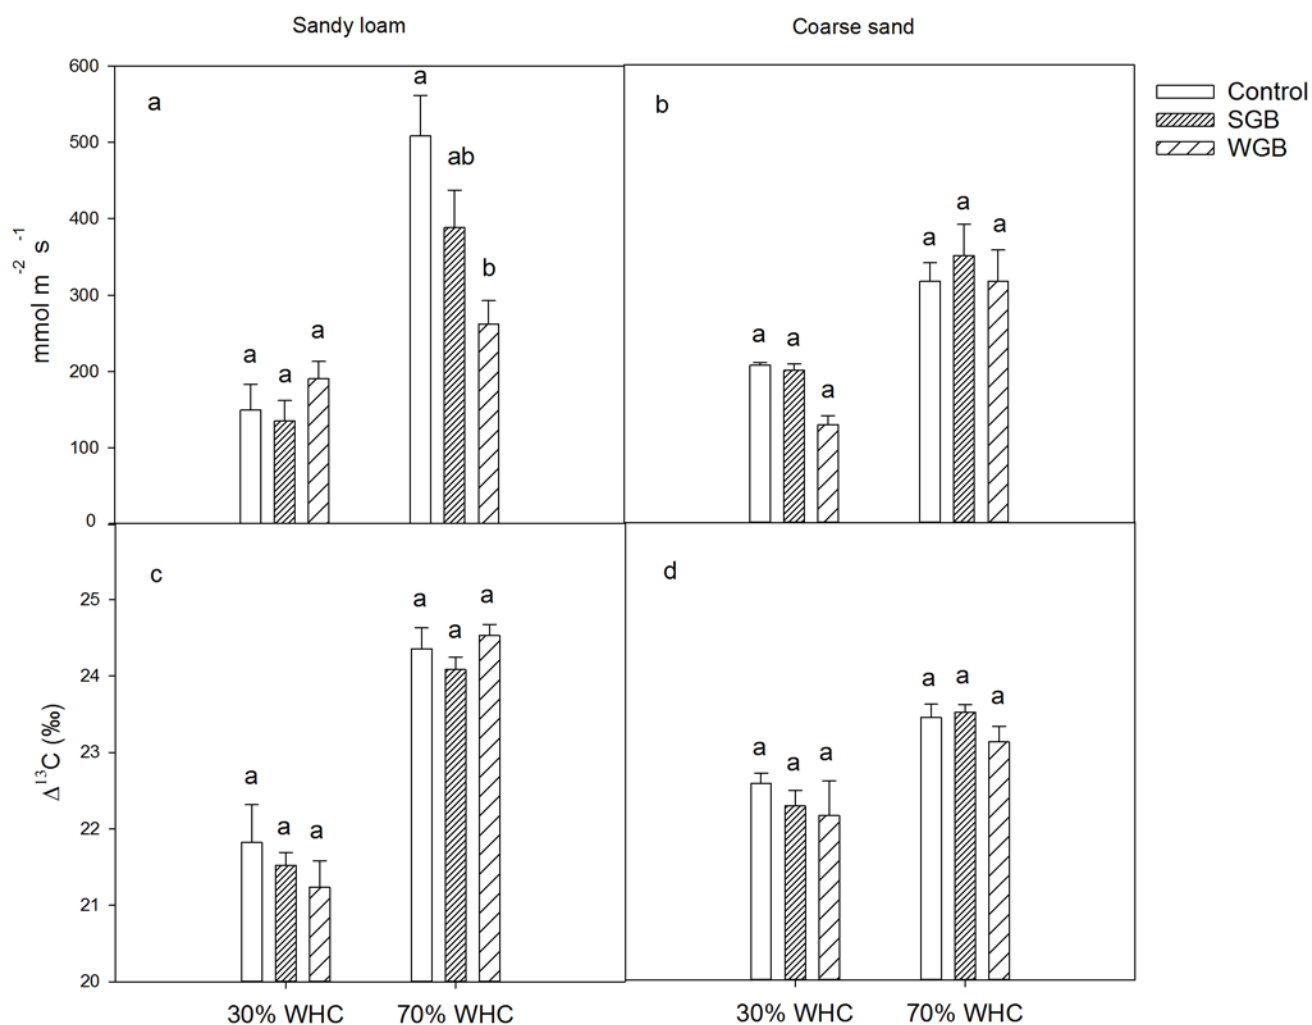 Sandy loam
Coarse sand
a
b
c
d
mmol m⁻² s⁻¹
600
500
400
300
200
100
0
a
a
a
a
ab
b
a
a
a
a
a
a
Control
SGB
WGB
Δ¹³C (‰)
25
24
23
22
21
20
a
a
a
a
a
a
a
a
a
a
a
a
30% WHC
70% WHC
30% WHC
70% WHC